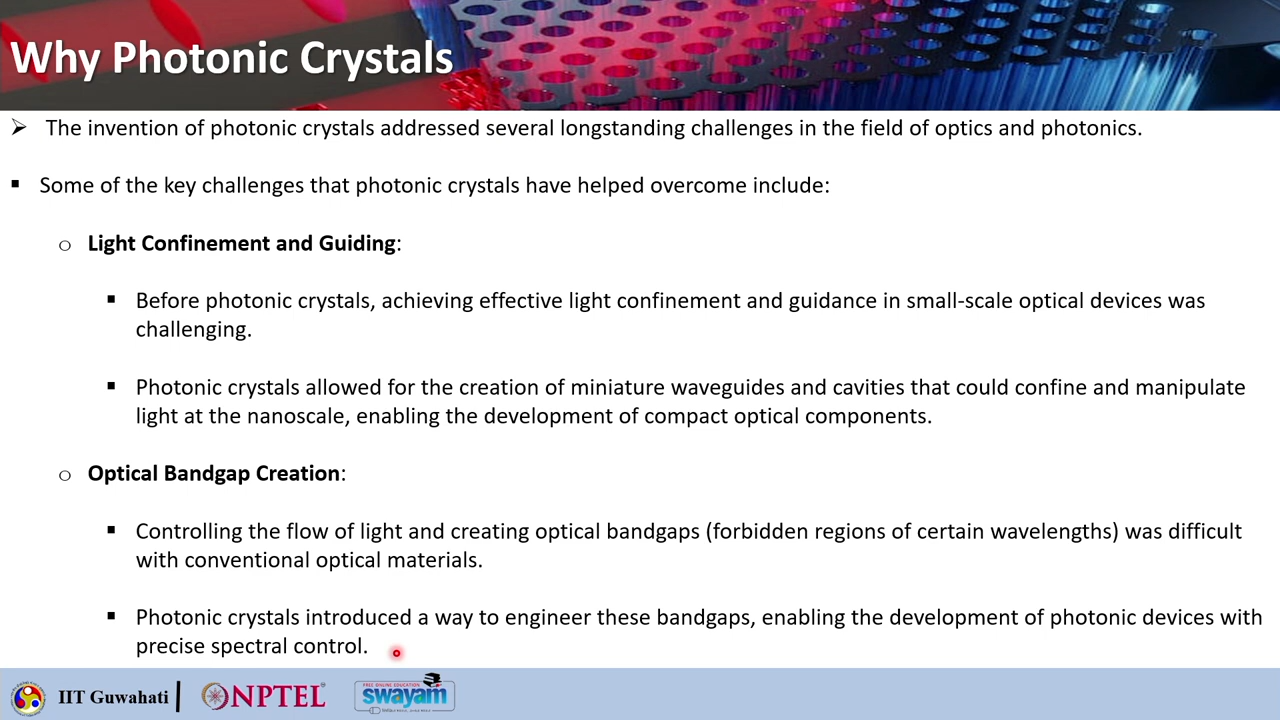 Why Photonic Crystals
➢ The invention of photonic crystals addressed several longstanding challenges in the field of optics and photonics.
▪ Some of the key challenges that photonic crystals have helped overcome include:
o Light Confinement and Guiding:
▪ Before photonic crystals, achieving effective light confinement and guidance in small-scale optical devices was
challenging.
▪ Photonic crystals allowed for the creation of miniature waveguides and cavities that could confine and manipulate
light at the nanoscale, enabling the development of compact optical components.
o Optical Bandgap Creation:
▪ Controlling the flow of light and creating optical bandgaps (forbidden regions of certain wavelengths) was difficult
with conventional optical materials.
▪ Photonic crystals introduced a way to engineer these bandgaps, enabling the development of photonic devices with
precise spectral control.
IIT Guwahati | NPTEL FREE ONLINE EDUCATION swayam